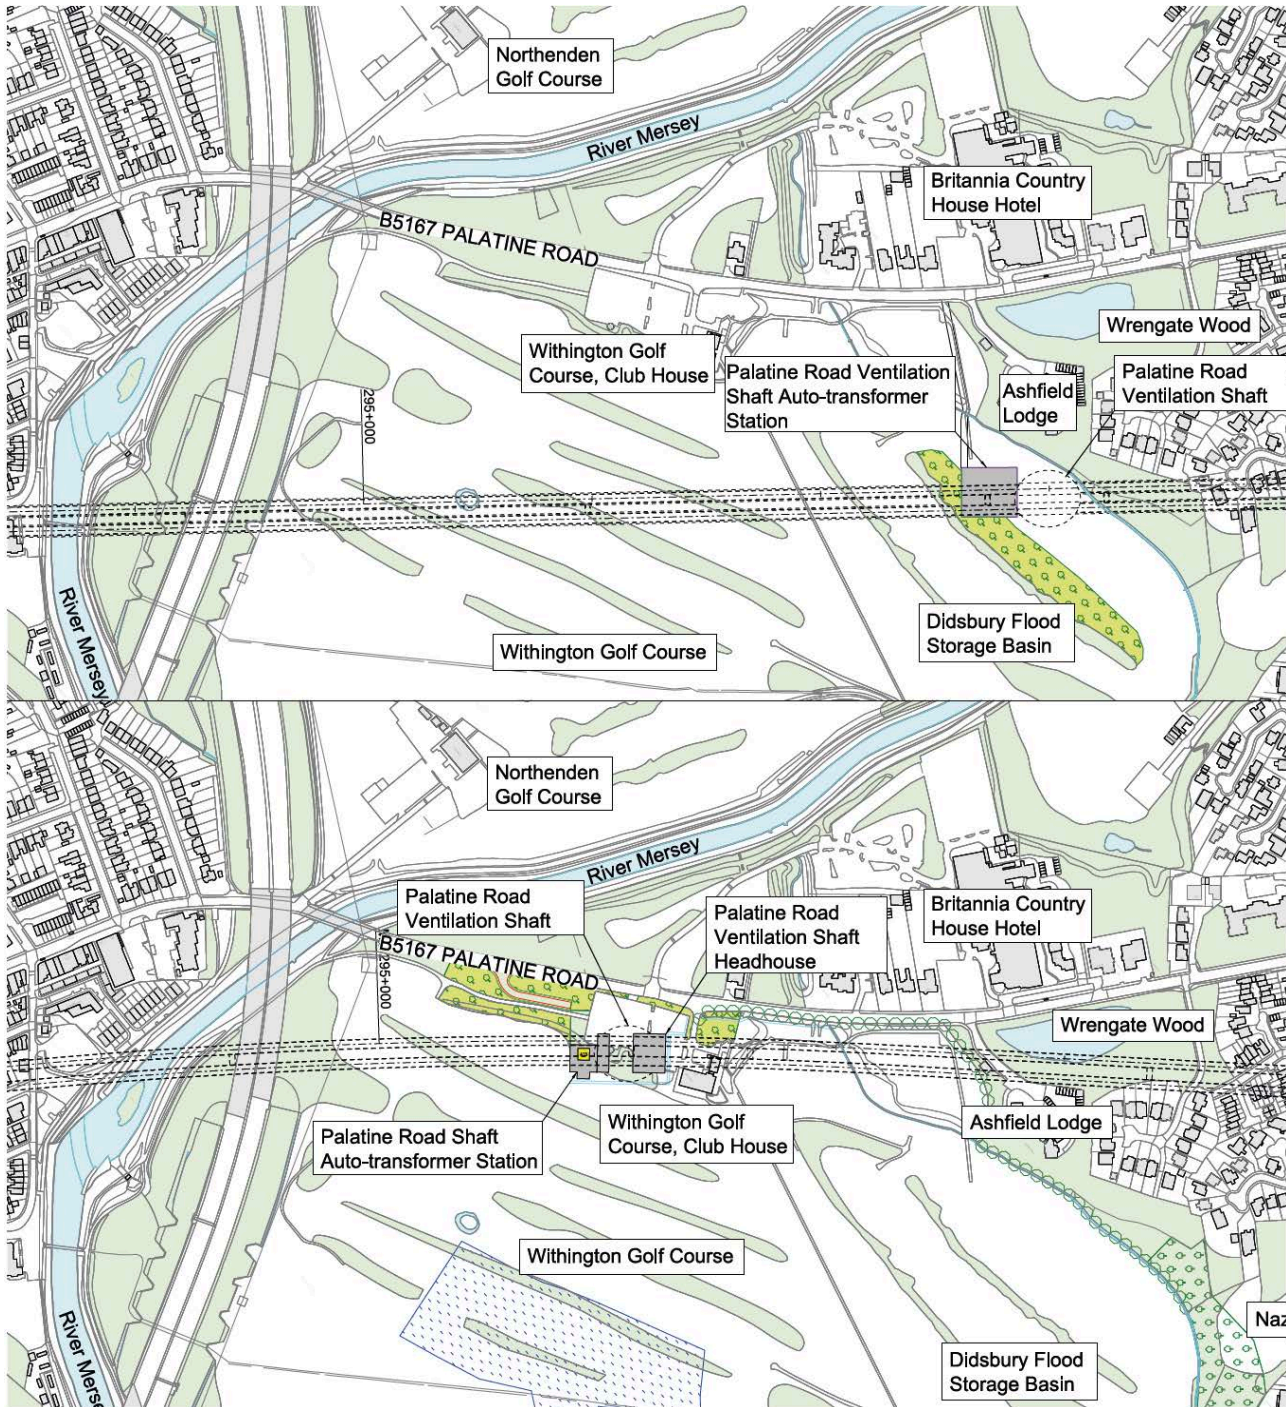 Northenden
Golf Course
River Mersey
Britannia Country
House Hotel
B5167 PALATINE ROAD
Wrengate Wood
Withington Golf
Course, Club House
Palatine Road Ventilation
Shaft Auto-transformer
Station
Ashfield
Lodge
Palatine Road
Ventilation Shaft
295+000
Didsbury Flood
Storage Basin
Withington Golf Course
River Mersey
Northenden
Golf Course
River Mersey
Palatine Road
Ventilation Shaft
Palatine Road
Ventilation Shaft
Headhouse
Britannia Country
House Hotel
B5167 PALATINE ROAD
295+000
Wrengate Wood
Palatine Road Shaft
Auto-transformer Station
Withington Golf
Course, Club House
Ashfield Lodge
Withington Golf Course
Naz
Didsbury Flood
Storage Basin
River Merse